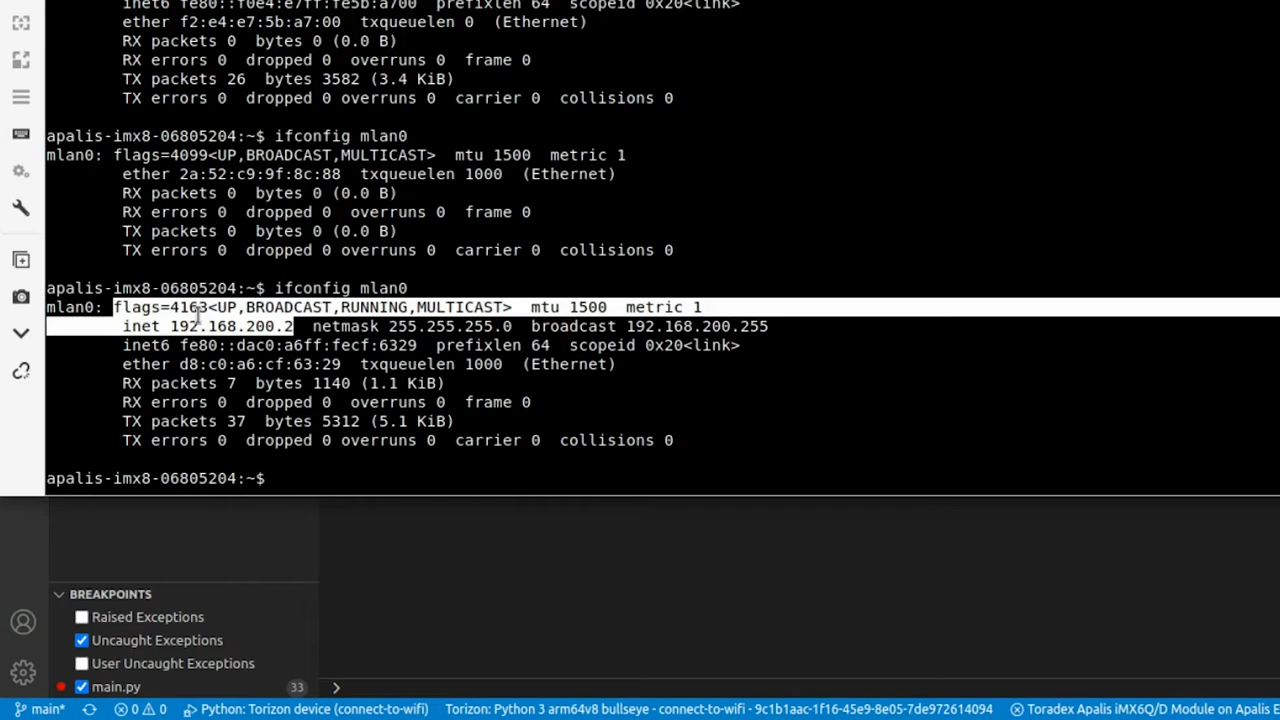 inet6 fe80::f0e4:e7ff:fe5b:a700  prefixlen 64  scopeid 0x20<link>
ether f2:e4:e7:5b:a7:00  txqueuelen 0  (Ethernet)
RX packets 0  bytes 0 (0.0 B)
RX errors 0  dropped 0  overruns 0  frame 0
TX packets 26  bytes 3582 (3.4 KiB)
TX errors 0  dropped 0 overruns 0  carrier 0  collisions 0
apalis-imx8-06805204:~$ ifconfig mlan0
mlan0: flags=4099<UP,BROADCAST,MULTICAST>  mtu 1500  metric 1
ether 2a:52:c9:9f:8c:88  txqueuelen 1000  (Ethernet)
RX packets 0  bytes 0 (0.0 B)
RX errors 0  dropped 0  overruns 0  frame 0
TX packets 0  bytes 0 (0.0 B)
TX errors 0  dropped 0 overruns 0  carrier 0  collisions 0
apalis-imx8-06805204:~$ ifconfig mlan0
mlan0: flags=4163<UP,BROADCAST,RUNNING,MULTICAST>  mtu 1500  metric 1
inet 192.168.200.2  netmask 255.255.255.0  broadcast 192.168.200.255
inet6 fe80::dac0:a6ff:fecf:6329  prefixlen 64  scopeid 0x20<link>
ether d8:c0:a6:cf:63:29  txqueuelen 1000  (Ethernet)
RX packets 7  bytes 1140 (1.1 KiB)
RX errors 0  dropped 0  overruns 0  frame 0
TX packets 37  bytes 5312 (5.1 KiB)
TX errors 0  dropped 0 overruns 0  carrier 0  collisions 0
apalis-imx8-06805204:~$
BREAKPOINTS
Raised Exceptions
Uncaught Exceptions
User Uncaught Exceptions
main.py 33
main* 0 0 Python: Torizon device (connect-to-wifi) Torizon: Python 3 arm64v8 bullseye - connect-to-wifi - 9c1b1aac-1f16-45e9-8e05-7de972614094 Toradex Apalis iMX6Q/D Module on Apalis E